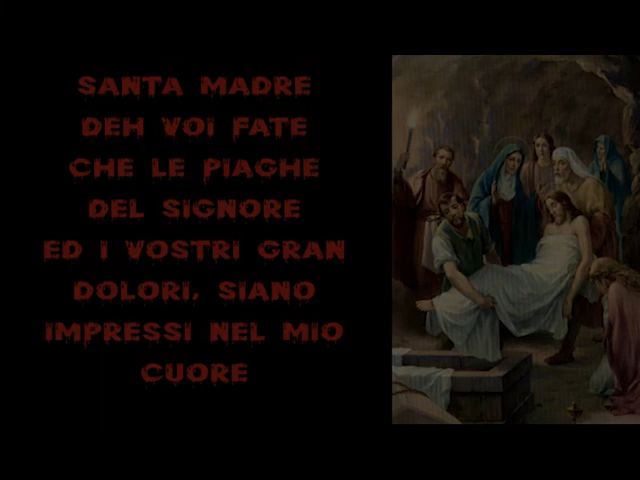 SANTA MADRE
DEH VOI FATE
CHE LE PIAGHE
DEL SIGNORE
ED I VOSTRI GRAN
DOLORI, SIANO
IMPRESSI NEL MIO
CUORE